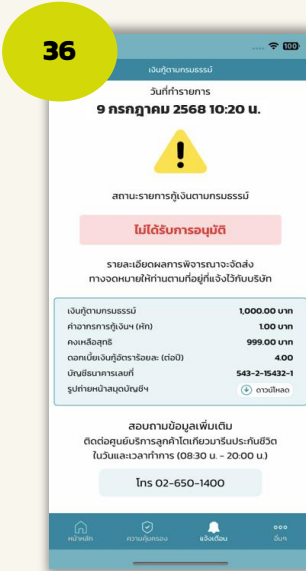 36
100
เงินกู้ตามกรมธรรม์
วันที่ทำรายการ
9 กรกฎาคม 2568 10:20 น.
!
สถานะรายการกู้เงินตามกรมธรรม์
ไม่ได้รับการอนุมัติ
รายละเอียดผลการพิจารณาจะจัดส่ง
ทางจดหมายให้ท่านตามที่อยู่ที่แจ้งไว้กับบริษัท
เงินกู้ตามกรมธรรม์ 1,000.00 บาท
ค่าอากรการกู้เงินฯ (หัก) 1.00 บาท
คงเหลือสุทธิ 999.00 บาท
ดอกเบี้ยเงินกู้อัตราร้อยละ (ต่อปี) 4.00
บัญชีธนาคารเลขที่ 543-2-15432-1
รูปถ่ายหน้าสมุดบัญชีฯ ดาวน์โหลด
สอบถามข้อมูลเพิ่มเติม
ติดต่อศูนย์บริการลูกค้าโตเกียวมารีนประกันชีวิต
ในวันและเวลาทำการ (08:30 น. - 20:00 น.)
โทร 02-650-1400
หน้าหลัก ความคุ้มครอง แจ้งเตือน อื่นๆ